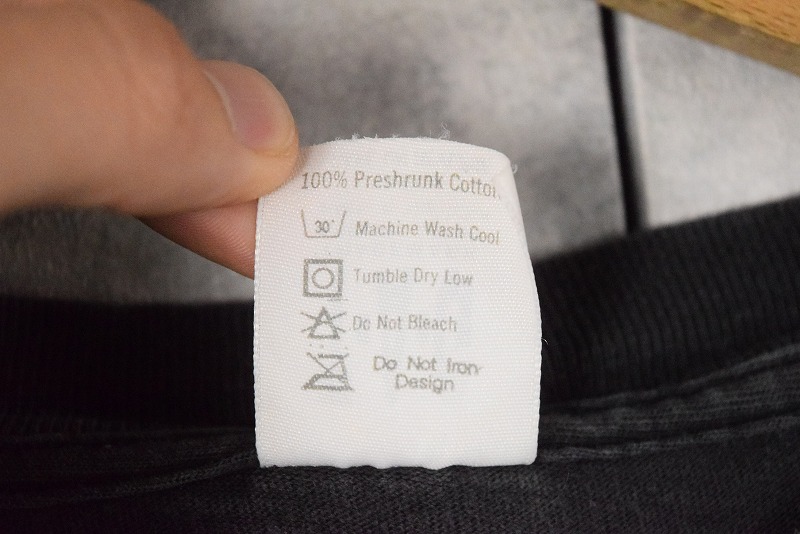 100% Preshrunk Cotton
30° Machine Wash Cool
Tumble Dry Low
Do Not Bleach
Do Not Iron
Design